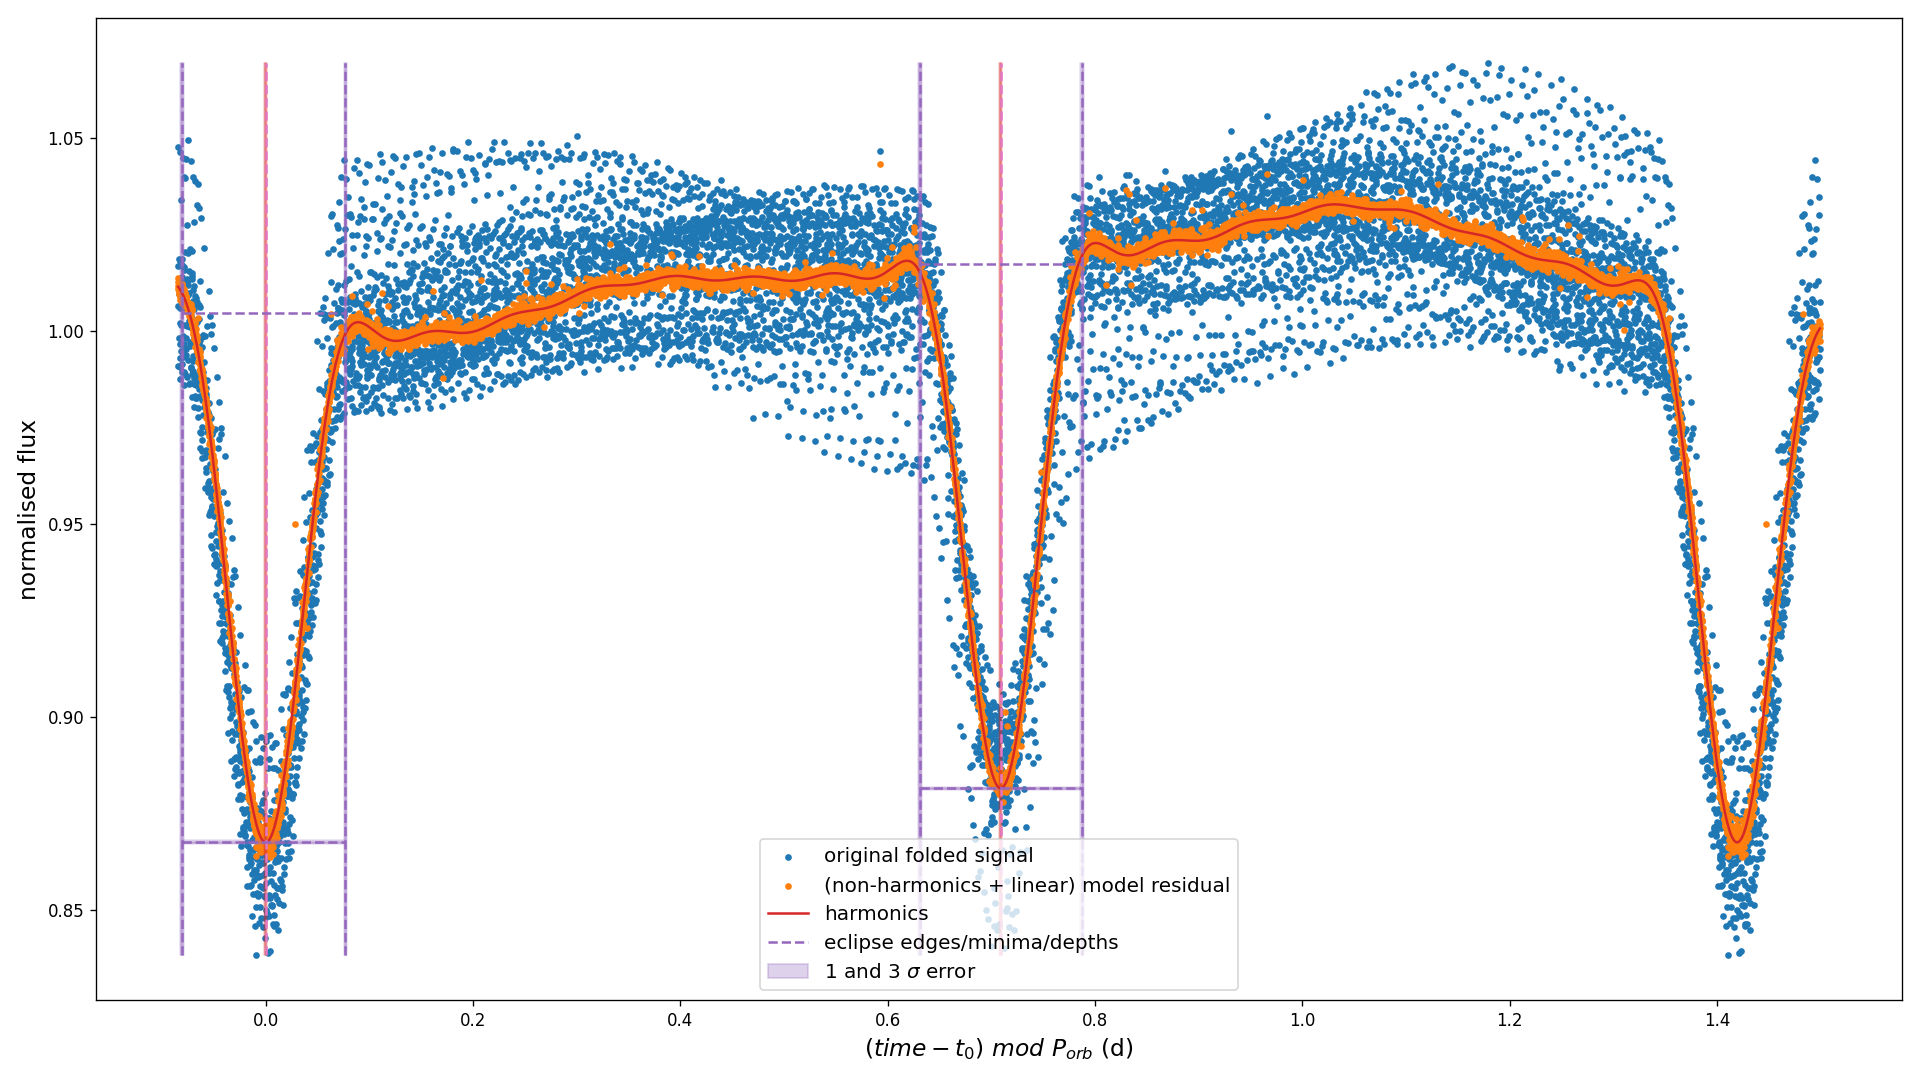 1.05
1.00
0.95
0.90
0.85
normalised flux
original folded signal
(non-harmonics + linear) model residual
harmonics
eclipse edges/minima/depths
1 and 3 σ error
0.0 0.2 0.4 0.6 0.8 1.0 1.2 1.4
(time − t₀) mod P_orb (d)